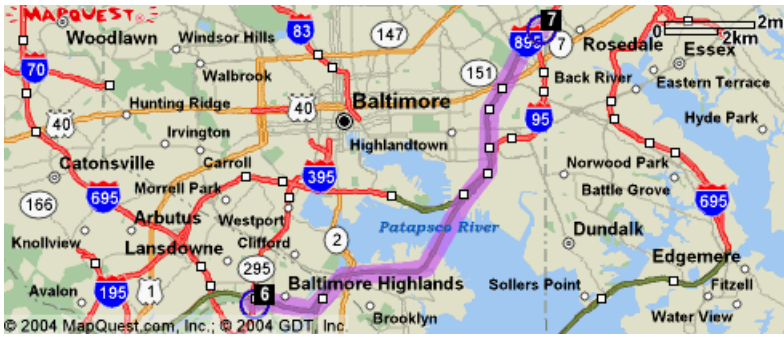 MAPQUEST
Woodlawn
Windsor Hills
83
147
895
7
7
Rosedale
2m
2km
Essex
70
Walbrook
151
Back River
Eastern Terrace
40
Hunting Ridge
40
Baltimore
95
Hyde Park
Irvington
Highlandtown
Catonsville
Carroll
395
Norwood Park
166
695
Morrell Park
Battle Grove
695
Arbutus
Westport
Patapsco River
Knollview
Lansdowne
Clifford
2
Dundalk
295
Edgemere
Avalon
195
1
6
Baltimore Highlands
Sollers Point
Fitzell
Brooklyn
Water View
© 2004 MapQuest.com, Inc.; © 2004 GDT, Inc.